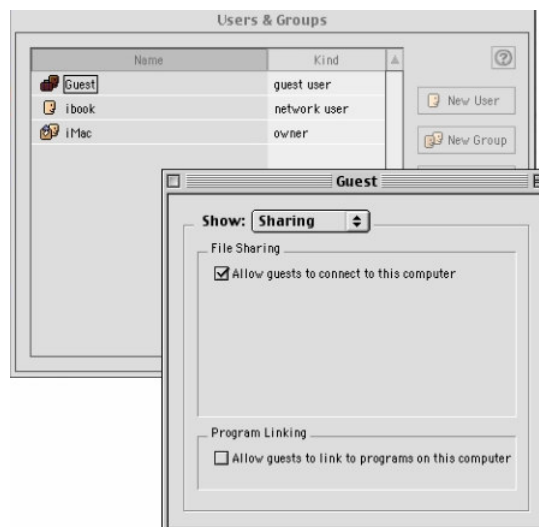 Users & Groups
Name Kind
Guest guest user
ibook network user
iMac owner
New User
New Group
Guest
Show: Sharing
File Sharing
Allow guests to connect to this computer
Program Linking
Allow guests to link to programs on this computer